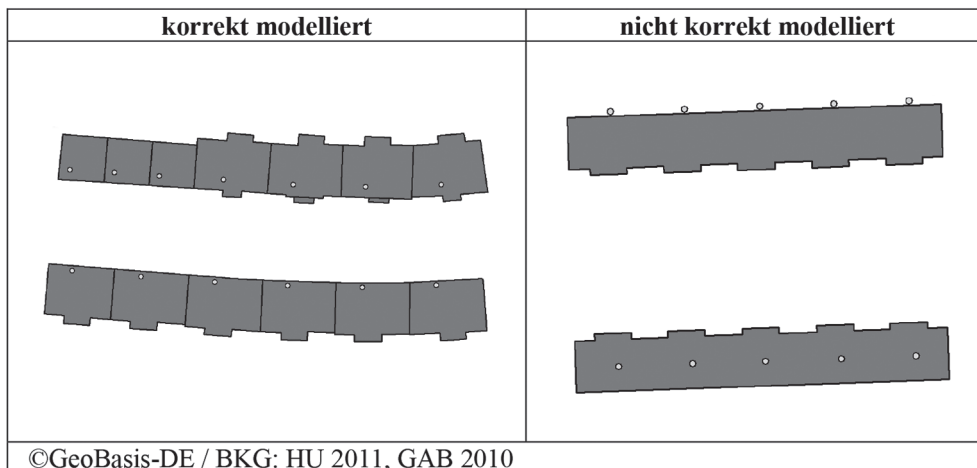 korrekt modelliert
nicht korrekt modelliert
©GeoBasis-DE / BKG: HU 2011, GAB 2010